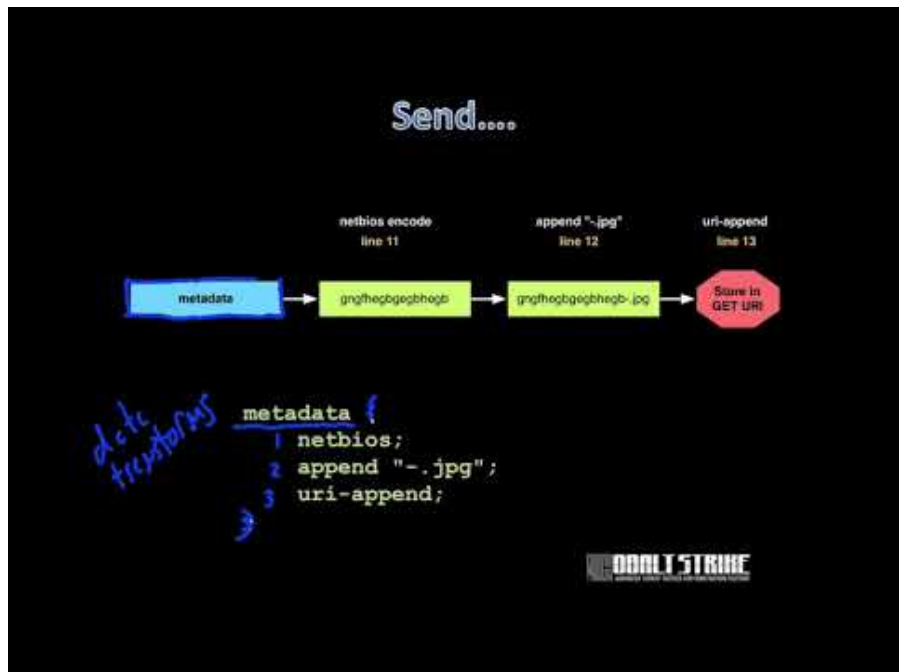 Send....
netbios encode
line 11
append "-.jpg"
line 12
uri-append
line 13
metadata
gngfhegbgegbhegb
gngfhegbgegbhegb-.jpg
Store in
GET URI
data
transforms
metadata {
1 netbios;
2 append "-.jpg";
3 uri-append;
}
COBALT STRIKE